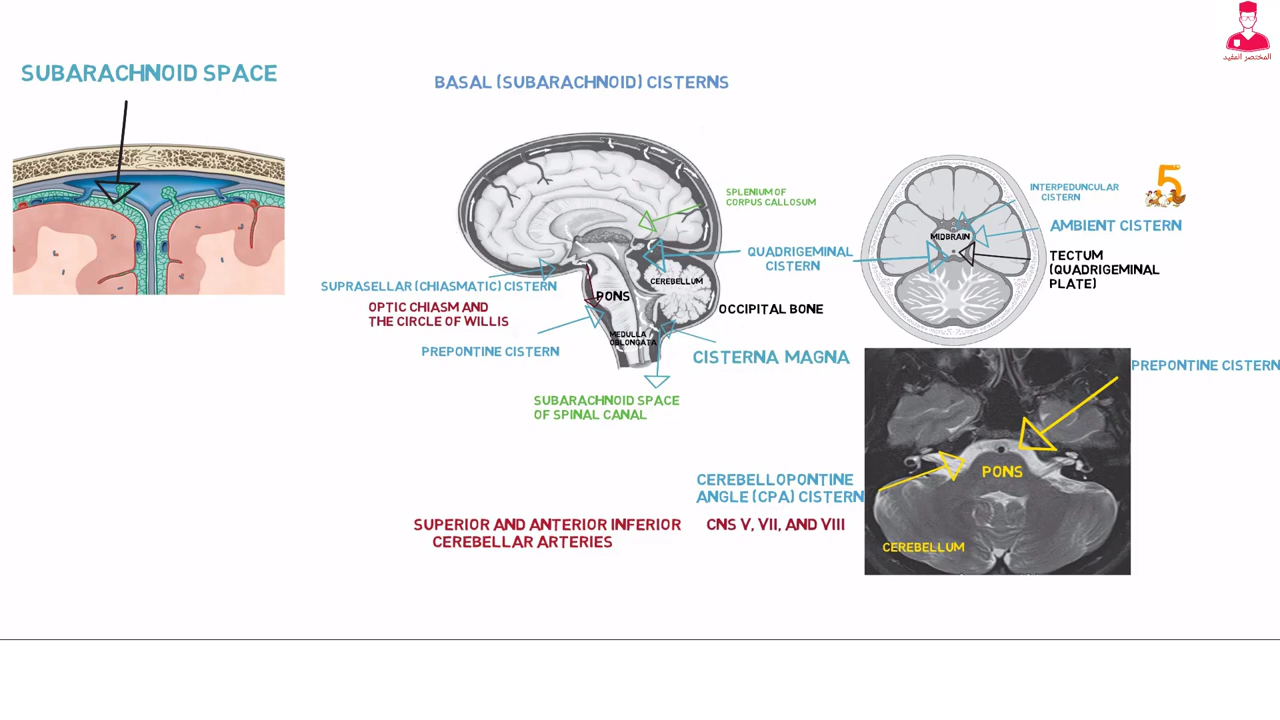 المختصر المفيد
SUBARACHNOID SPACE
BASAL (SUBARACHNOID) CISTERNS
SPLENIUM OF
CORPUS CALLOSUM
QUADRIGEMINAL
CISTERN
SUPRASELLAR (CHIASMATIC) CISTERN
OPTIC CHIASM AND
THE CIRCLE OF WILLIS
PREPONTINE CISTERN
PONS
CEREBELLUM
MEDULLA
OBLONGATA
OCCIPITAL BONE
CISTERNA MAGNA
SUBARACHNOID SPACE
OF SPINAL CANAL
INTERPEDUNCULAR
CISTERN
5
AMBIENT CISTERN
MIDBRAIN
TECTUM
(QUADRIGEMINAL
PLATE)
PREPONTINE CISTERN
PONS
CEREBELLUM
CEREBELLOPONTINE
ANGLE (CPA) CISTERN
SUPERIOR AND ANTERIOR INFERIOR
CEREBELLAR ARTERIES
CNS V, VII, AND VIII